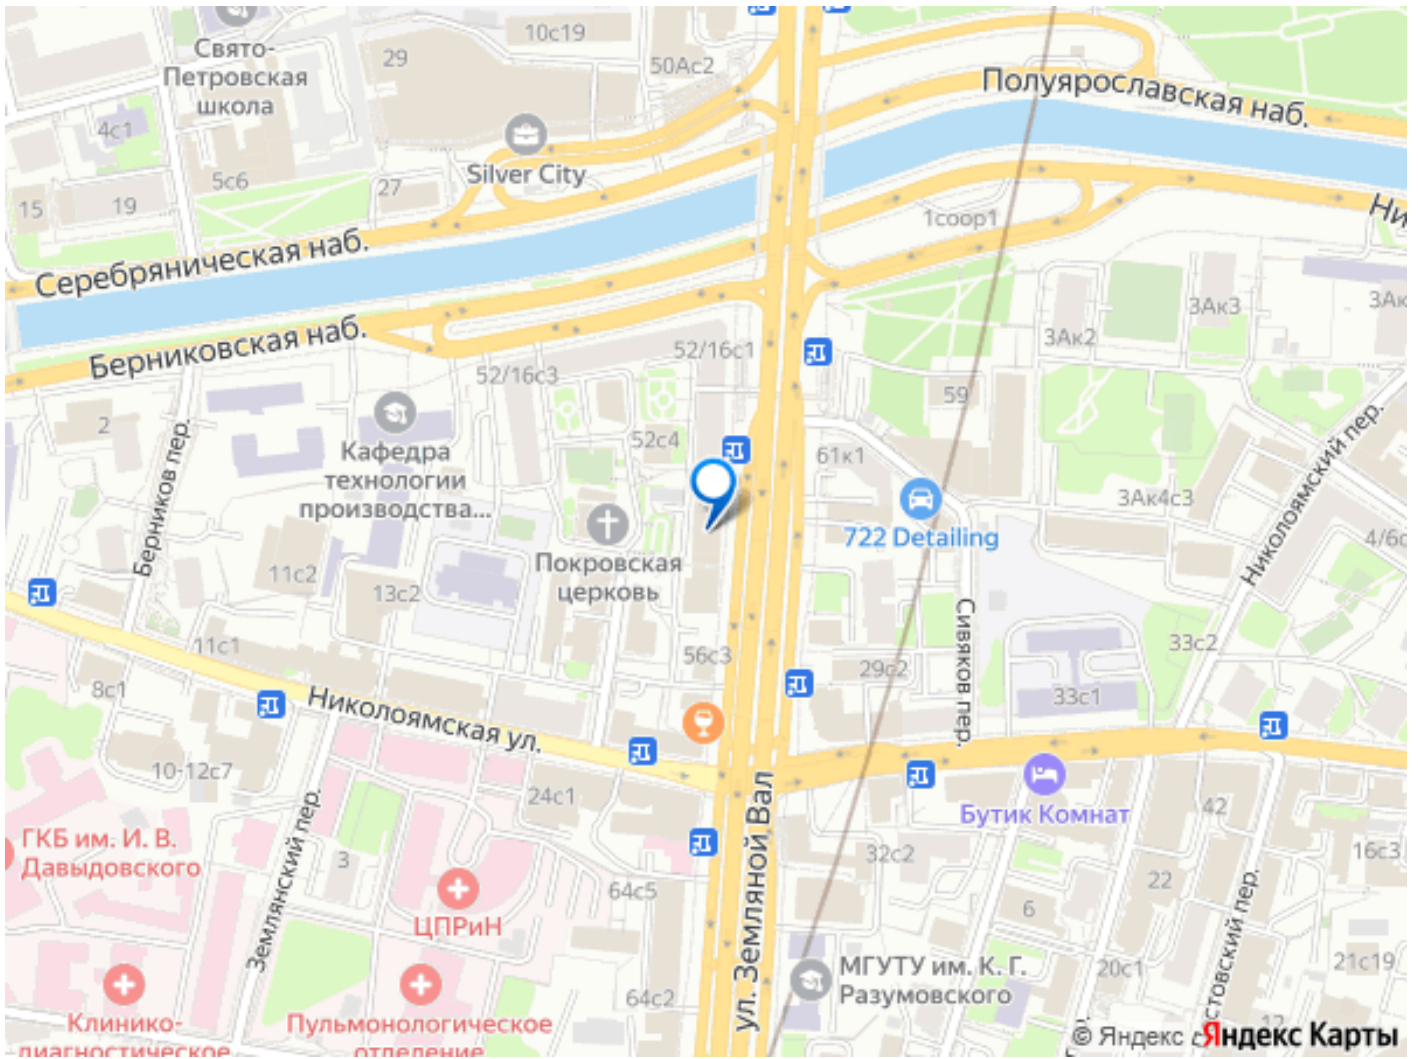 Свято-
Петровская
школа
10с19
29
50Ас2
Полуярославская наб.
4с1
Silver City
5с6
27
15
19
1соор1
Серебряническая наб.
3Ак3
3Ак2
Берниковская наб.
52/16с1
52/16с3
59
2
52с4
61к1
Кафедра
технологии
производства...
3Ак4с3
722 Detailing
Николоямский пер.
Берников пер.
Покровская
церковь
11с2
13с2
Сивяков пер.
11с1
56с3
29с2
33с2
33с1
8с1
Николоямская ул.
10-12с7
24с1
Бутик Комнат
42
ГКБ им. И. В.
Давыдовского
3
Землянский пер.
ул. Земляной Вал
32с2
16с3
22
64с5
6
ЦПРиН
МГУТУ им. К. Г.
Разумовского
20с1
21с19
64с2
Клинико-
диагностическое
Пульмонологическое
отделение
12
© Яндекс
Яндекс Карты